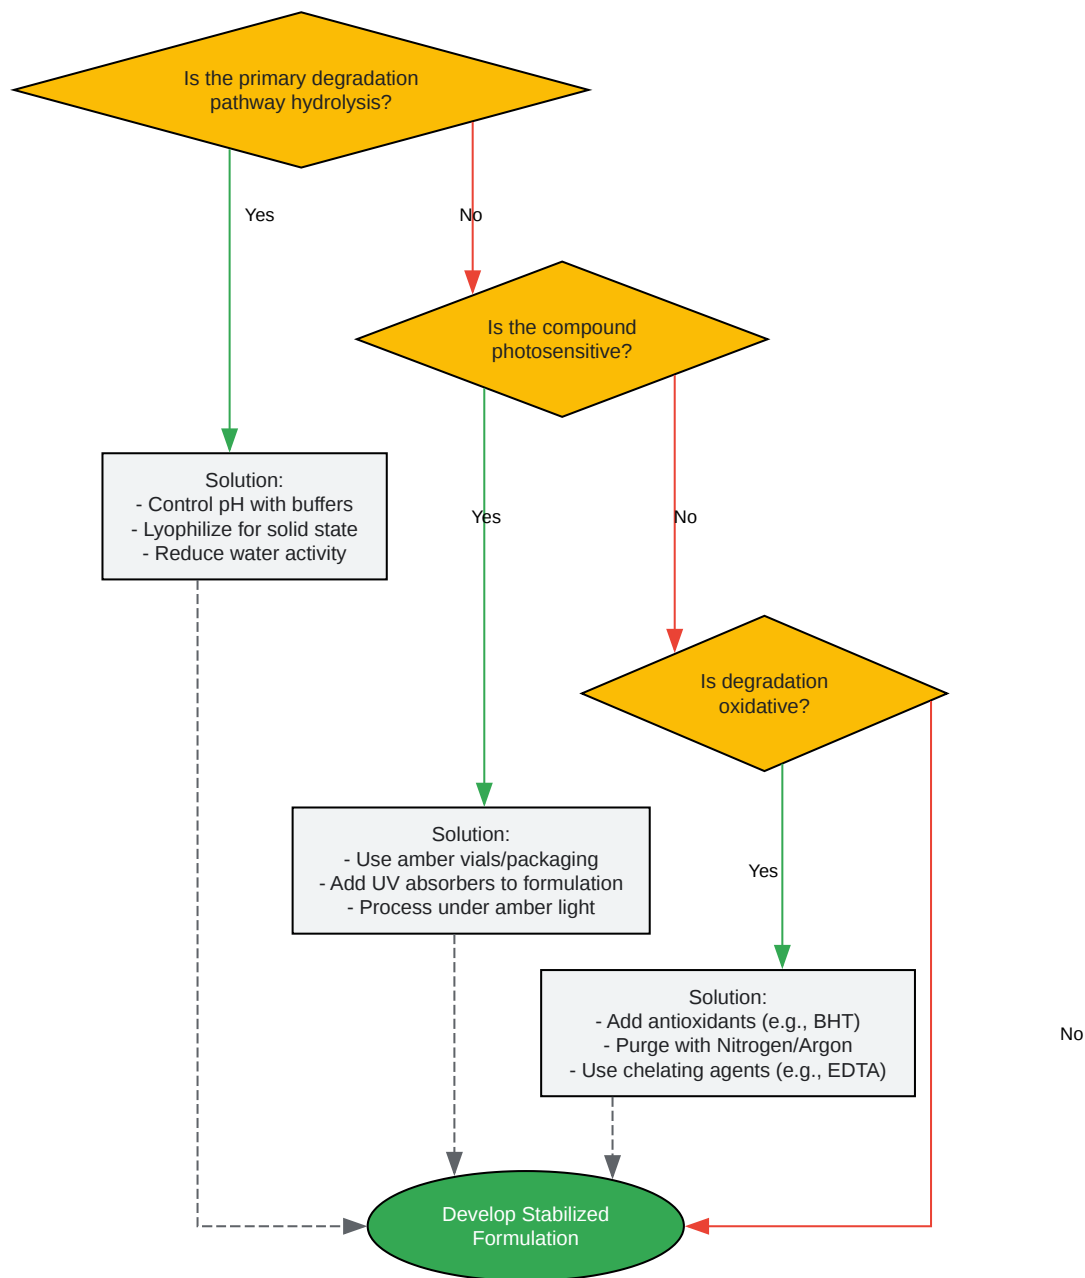 Is the primary degradation
pathway hydrolysis?
Yes
No
Is the compound
photosensitive?
Solution:
- Control pH with buffers
- Lyophilize for solid state
- Reduce water activity
Yes
No
Is degradation
oxidative?
Solution:
- Use amber vials/packaging
- Add UV absorbers to formulation
- Process under amber light
Yes
Solution:
- Add antioxidants (e.g., BHT)
- Purge with Nitrogen/Argon
- Use chelating agents (e.g., EDTA)
No
Develop Stabilized
Formulation